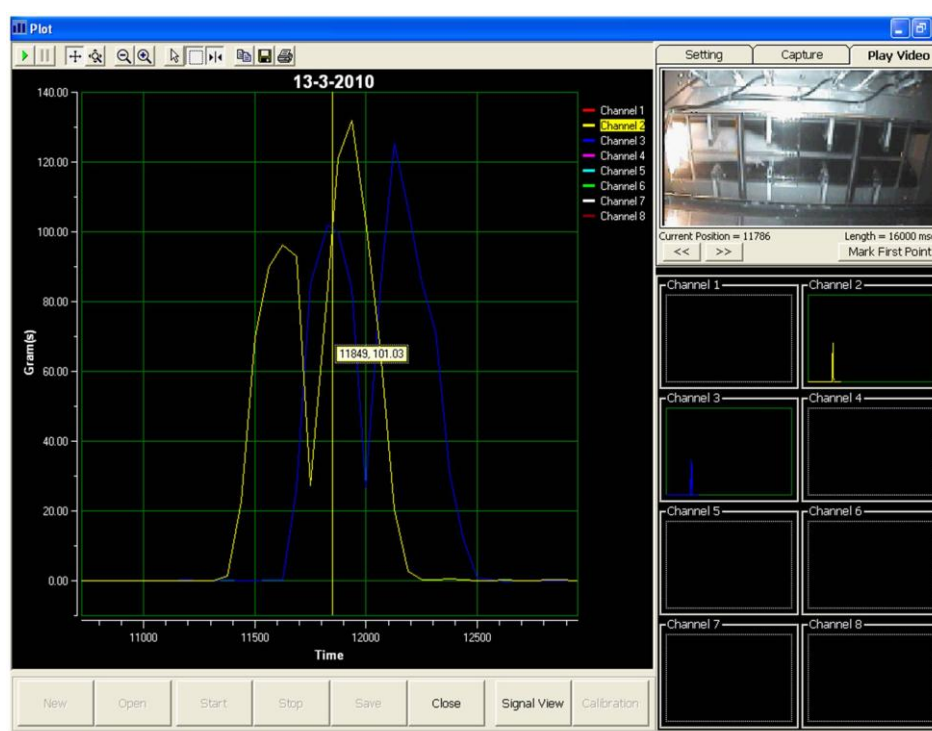 Plot
Setting
Capture
Play Video
13-3-2010
140.00
120.00
100.00
80.00
60.00
40.00
20.00
0.00
Gram(s)
11000
11500
12000
12500
Time
11849, 101.03
Channel 1
Channel 2
Channel 3
Channel 4
Channel 5
Channel 6
Channel 7
Channel 8
Current Position = 11786
Length = 16000 mse
<<
>>
Mark First Point
Channel 1
Channel 2
Channel 3
Channel 4
Channel 5
Channel 6
Channel 7
Channel 8
New
Open
Start
Stop
Save
Close
Signal View
Calibration